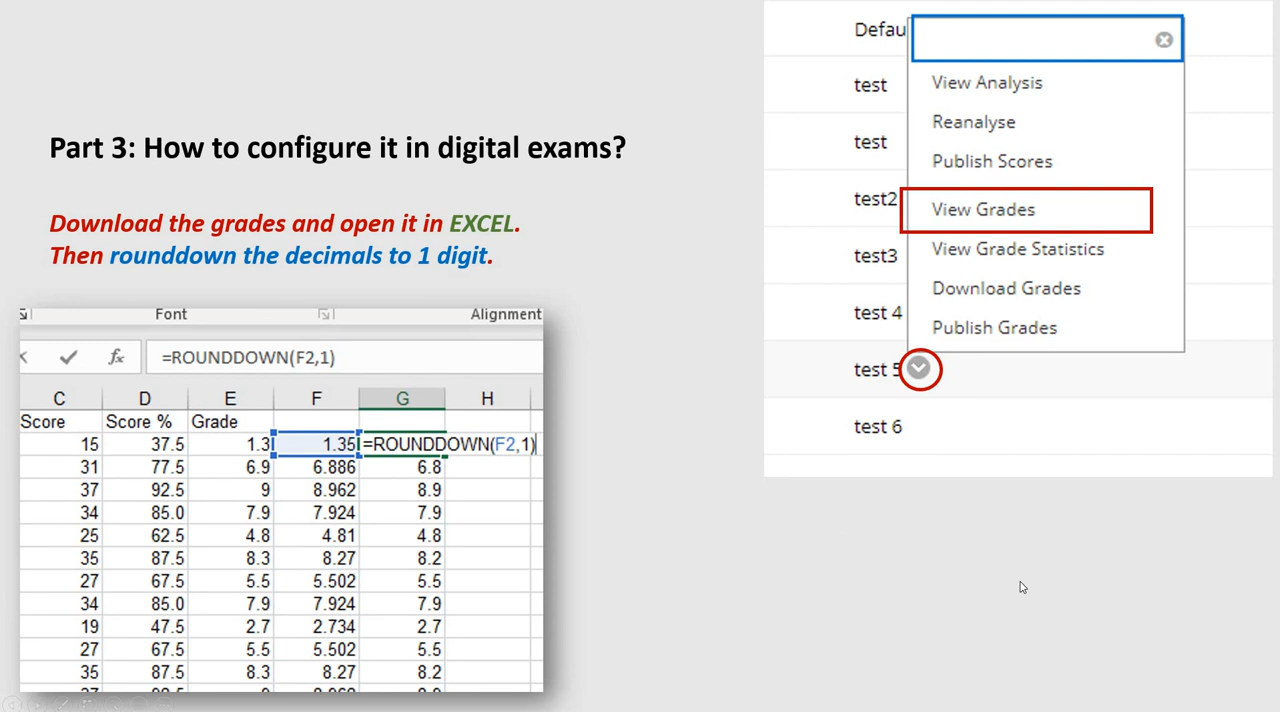 Part 3: How to configure it in digital exams?
Download the grades and open it in EXCEL.
Then rounddown the decimals to 1 digit.
Font Alignment
fx =ROUNDDOWN(F2,1)
C D E F G H
Score Score % Grade
15 37.5 1.3 1.35 =ROUNDDOWN(F2,1)
31 77.5 6.9 6.886 6.8
37 92.5 9 8.962 8.9
34 85.0 7.9 7.924 7.9
25 62.5 4.8 4.81 4.8
35 87.5 8.3 8.27 8.2
27 67.5 5.5 5.502 5.5
34 85.0 7.9 7.924 7.9
19 47.5 2.7 2.734 2.7
27 67.5 5.5 5.502 5.5
35 87.5 8.3 8.27 8.2
Defau
test
test
test2
test3
test 4
test 5
test 6
View Analysis
Reanalyse
Publish Scores
View Grades
View Grade Statistics
Download Grades
Publish Grades